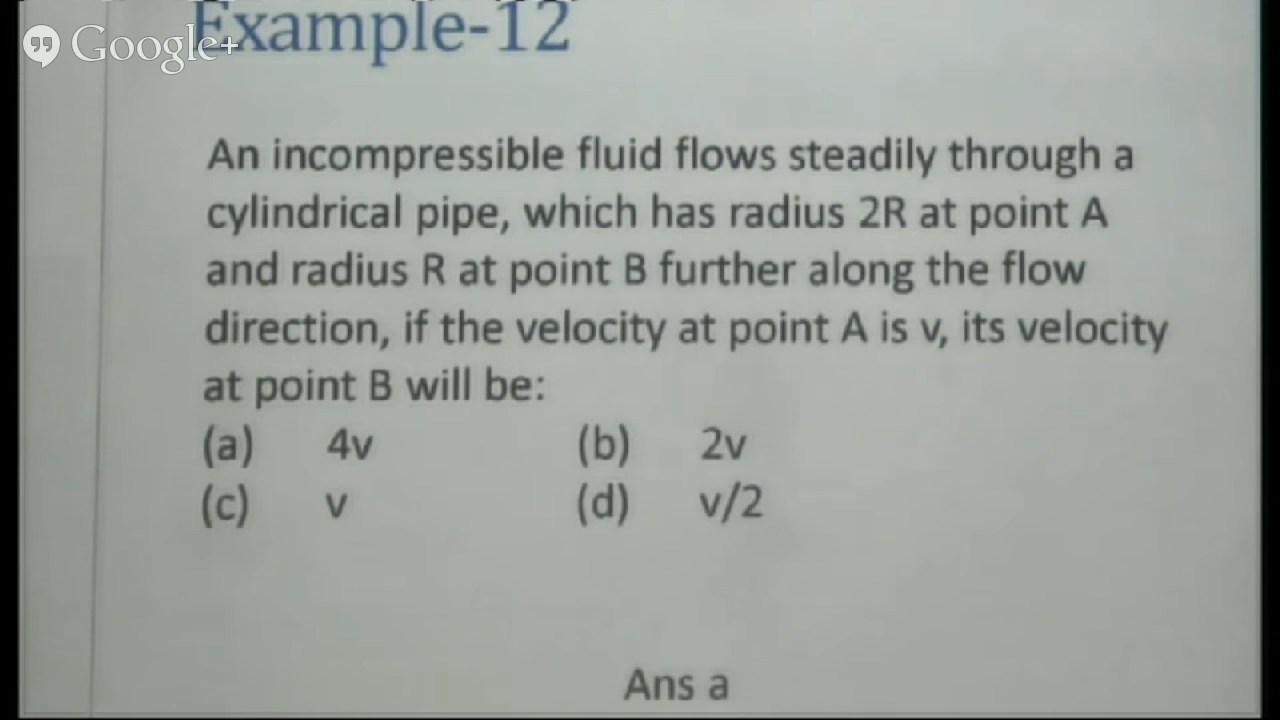 Google+
Example-12
An incompressible fluid flows steadily through a
cylindrical pipe, which has radius 2R at point A
and radius R at point B further along the flow
direction, if the velocity at point A is v, its velocity
at point B will be:
(a) 4v (b) 2v
(c) v (d) v/2
Ans a